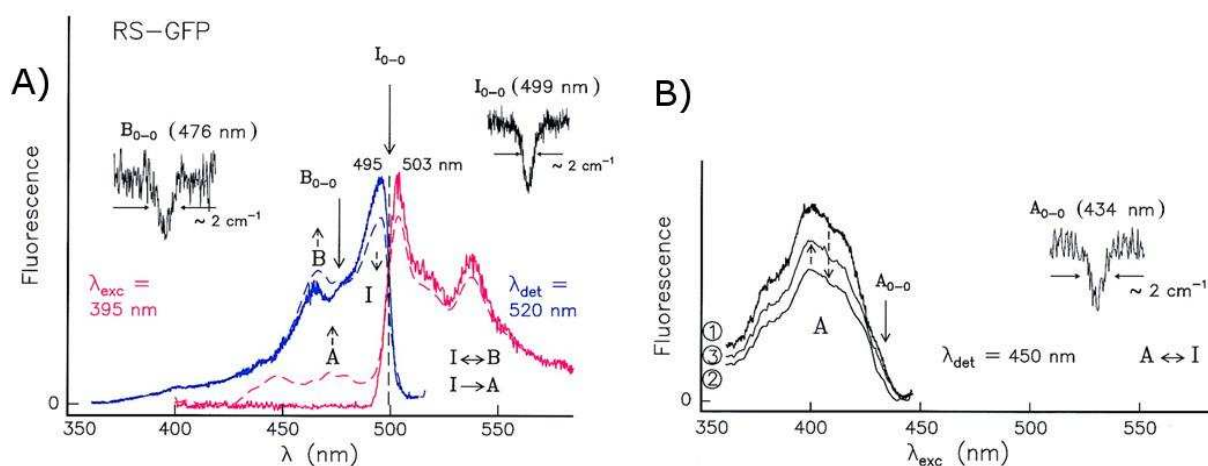 RS-GFP
A)
I₀₋₀
I₀₋₀ (499 nm)
~ 2 cm⁻¹
B₀₋₀ (476 nm)
~ 2 cm⁻¹
B₀₋₀
495
503 nm
Fluorescence
λexc =
395 nm
B
I
A
λdet =
520 nm
I↔B
I→A
0
350
400
450
500
550
λ (nm)
B)
A₀₋₀ (434 nm)
~ 2 cm⁻¹
A₀₋₀
Fluorescence
A
①
③
②
λdet = 450 nm
A ↔ I
0
350
400
450
500
550
λexc (nm)